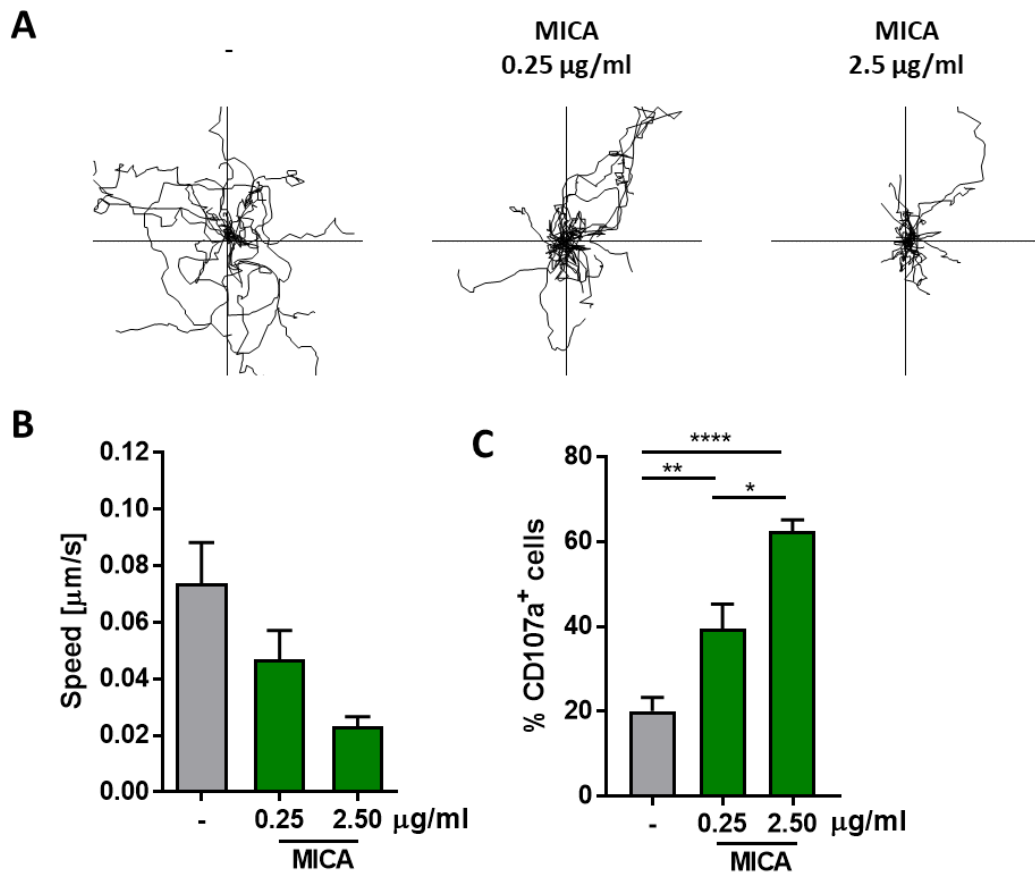 A
-
MICA
0.25 µg/ml
MICA
2.5 µg/ml
B
0.12
0.10
0.08
0.06
0.04
0.02
0.00
Speed [µm/s]
- 0.25 2.50 µg/ml
MICA
C
80
60
40
20
0
% CD107a⁺ cells
****
**
*
- 0.25 2.50 µg/ml
MICA